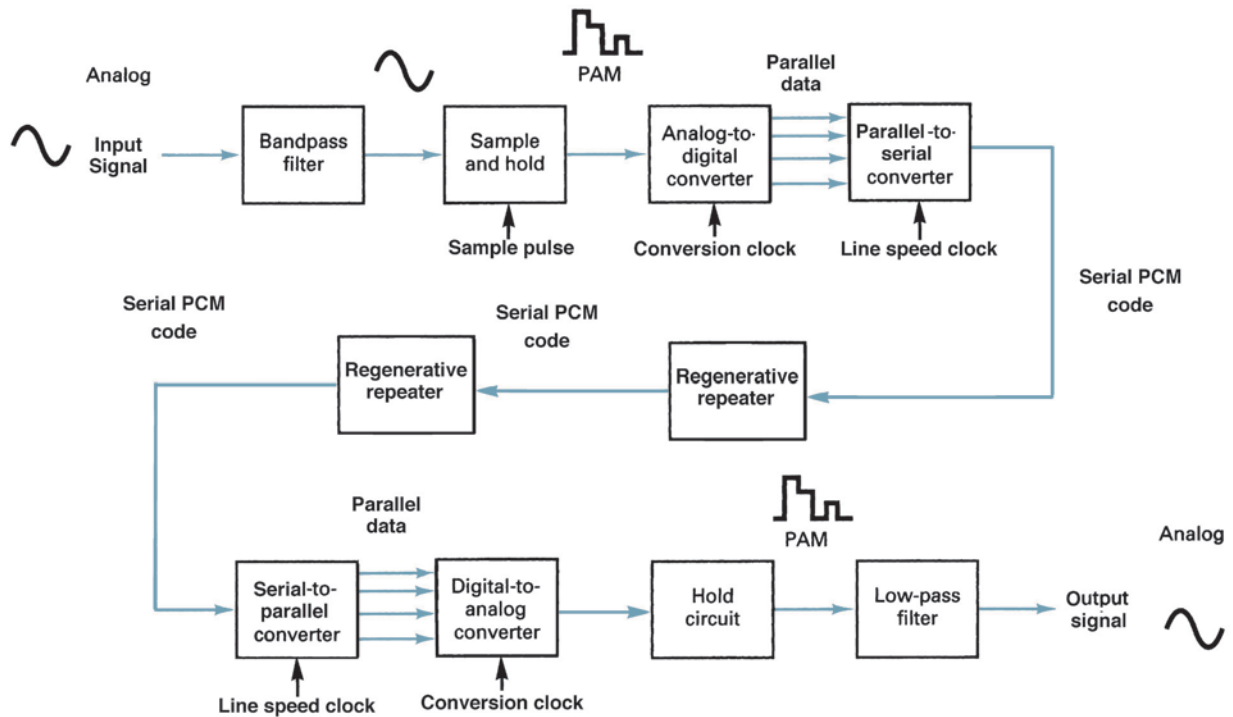 PAM
Analog
Parallel
data
Input
Signal
Bandpass
filter
Sample
and hold
Analog-to-
digital
converter
Parallel-to-
serial
converter
Sample pulse
Conversion clock
Line speed clock
Serial PCM
code
Serial PCM
code
Serial PCM
code
Regenerative
repeater
Regenerative
repeater
PAM
Parallel
data
Analog
Serial-to-
parallel
converter
Digital-to-
analog
converter
Hold
circuit
Low-pass
filter
Output
signal
Line speed clock
Conversion clock